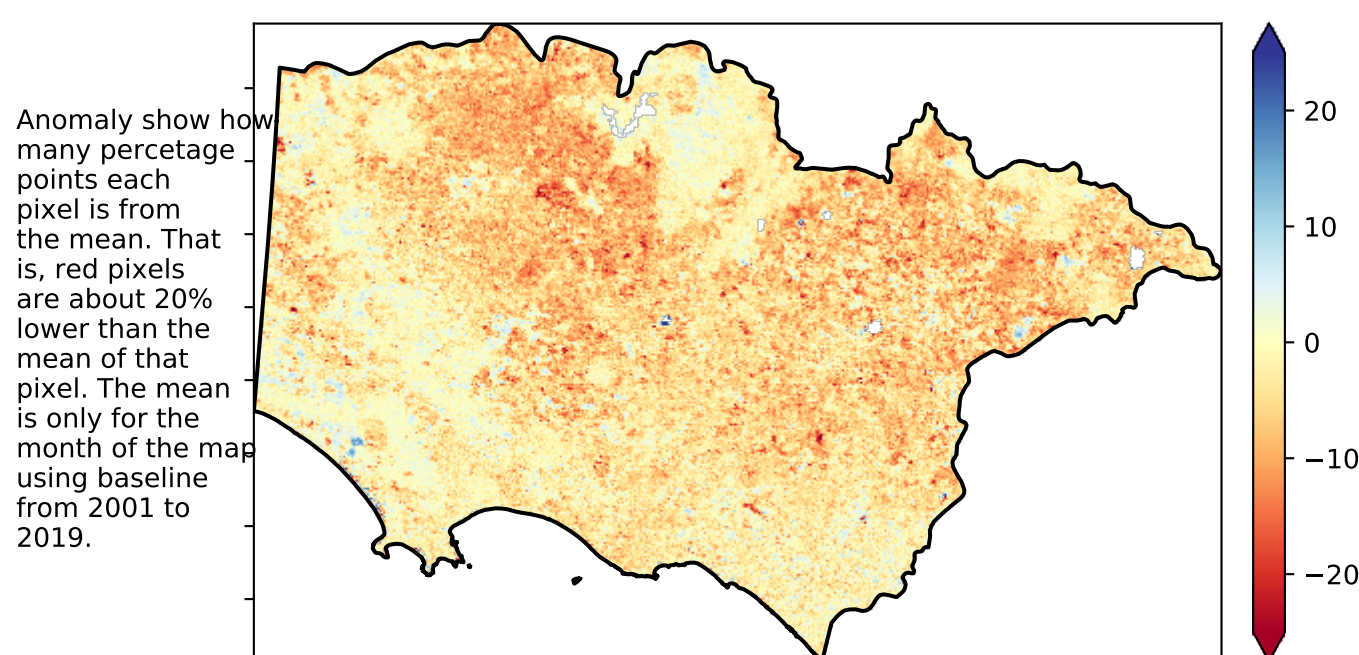 Anomaly show how
many percetage
points each
pixel is from
the mean. That
is, red pixels
are about 20%
lower than the
mean of that
pixel. The mean
is only for the
month of the map
using baseline
from 2001 to
2019.
20
10
0
−10
−20